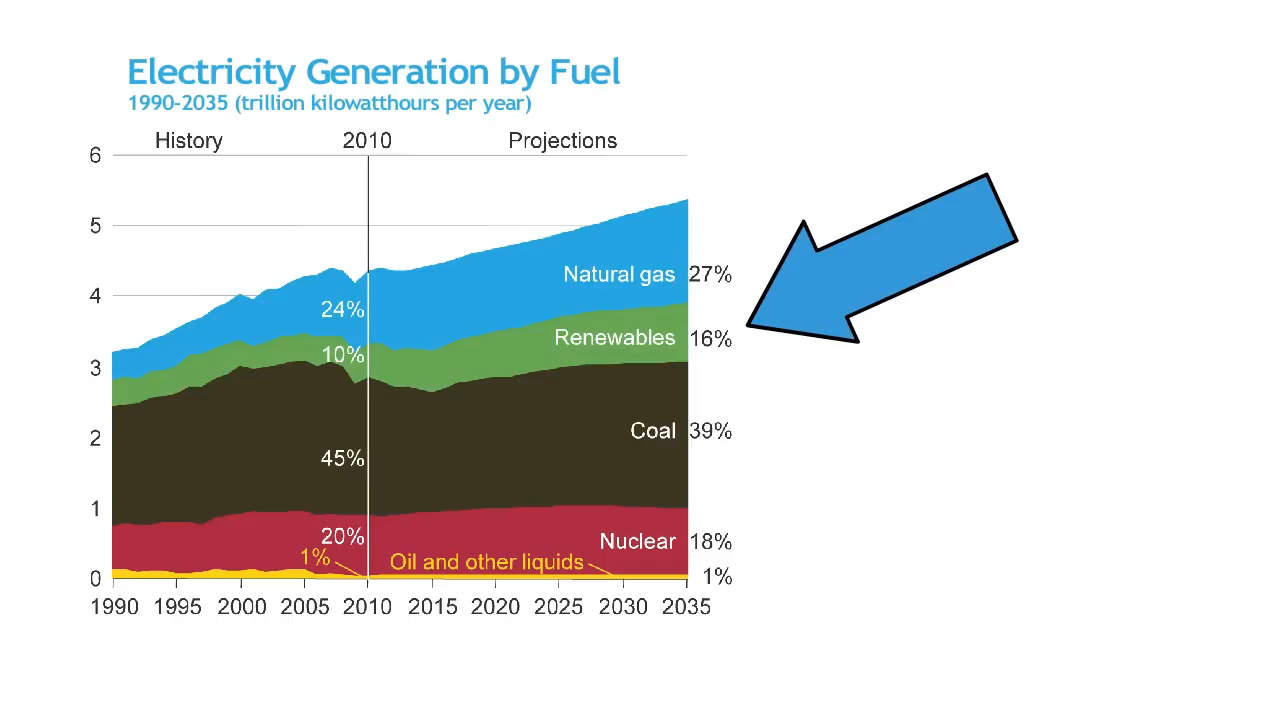 Electricity Generation by Fuel
1990-2035 (trillion kilowatthours per year)
History 2010 Projections
6
5
4
3
2
1
0
24%
10%
45%
20%
1%
Natural gas 27%
Renewables 16%
Coal 39%
Nuclear 18%
Oil and other liquids 1%
1990 1995 2000 2005 2010 2015 2020 2025 2030 2035